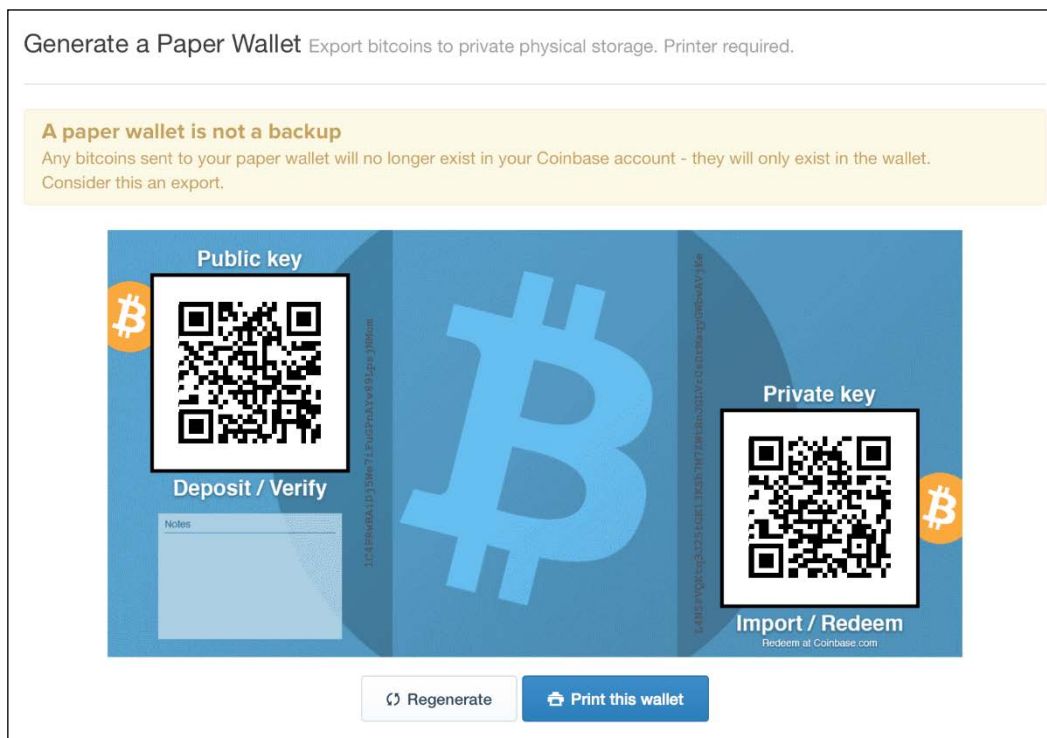 Generate a Paper Wallet Export bitcoins to private physical storage. Printer required.
A paper wallet is not a backup
Any bitcoins sent to your paper wallet will no longer exist in your Coinbase account - they will only exist in the wallet.
Consider this an export.
Public key
Deposit / Verify
Notes
Private key
Import / Redeem
Redeem at Coinbase.com
Regenerate
Print this wallet